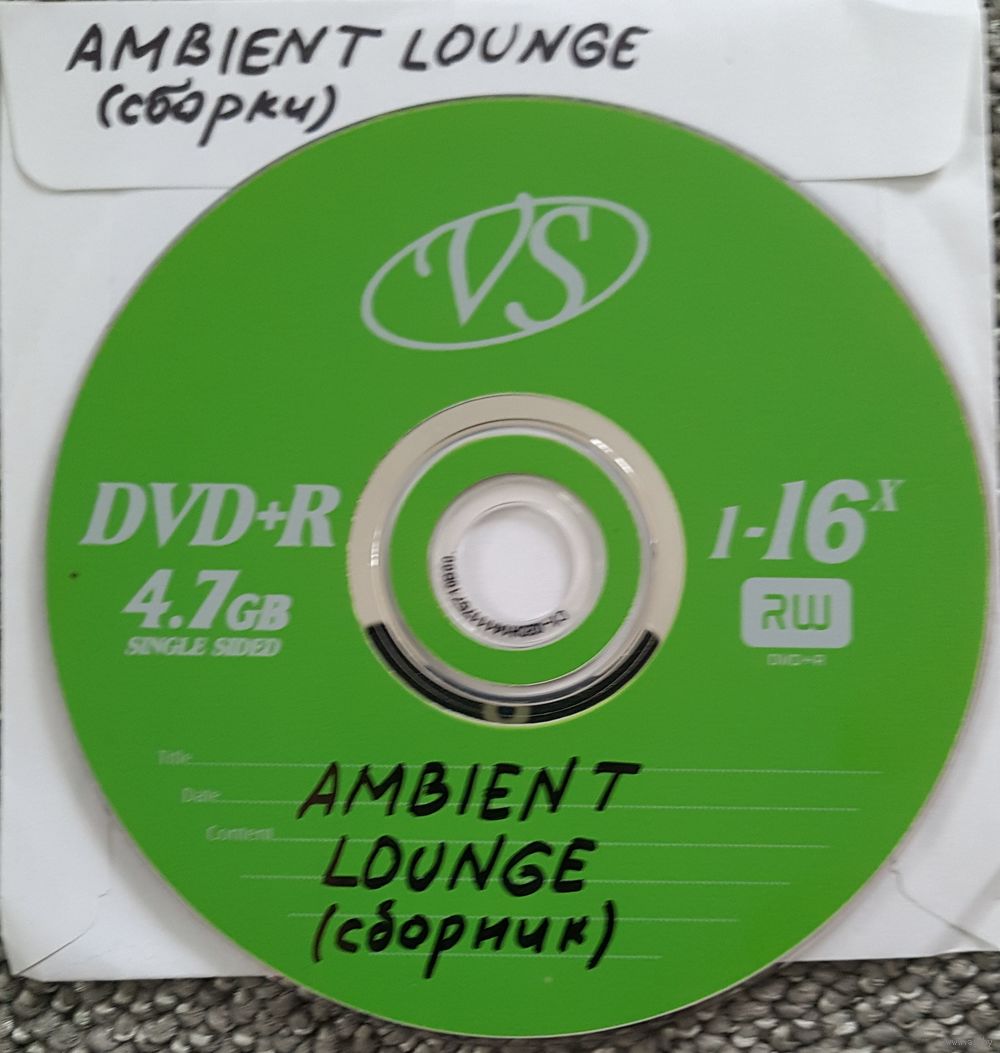 AMBIENT LOUNGE
(сборки)
VS
DVD+R
4.7GB
SINGLE SIDED
1-16X
RW
DVD+R
Title
Date
Content
AMBIENT
LOUNGE
(сборник)